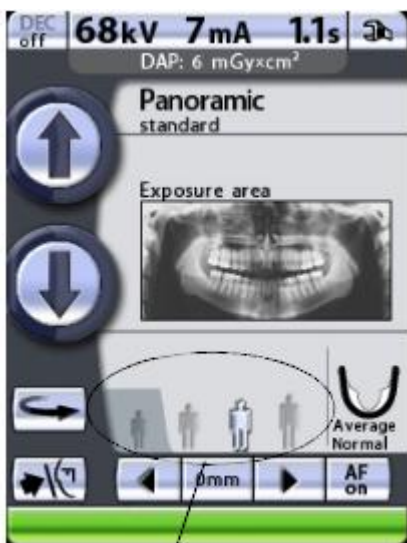 DEC off 68kV 7mA 1.1s
DAP: 6 mGy×cm²
Panoramic
standard
Exposure area
Average
Normal
0mm AF on